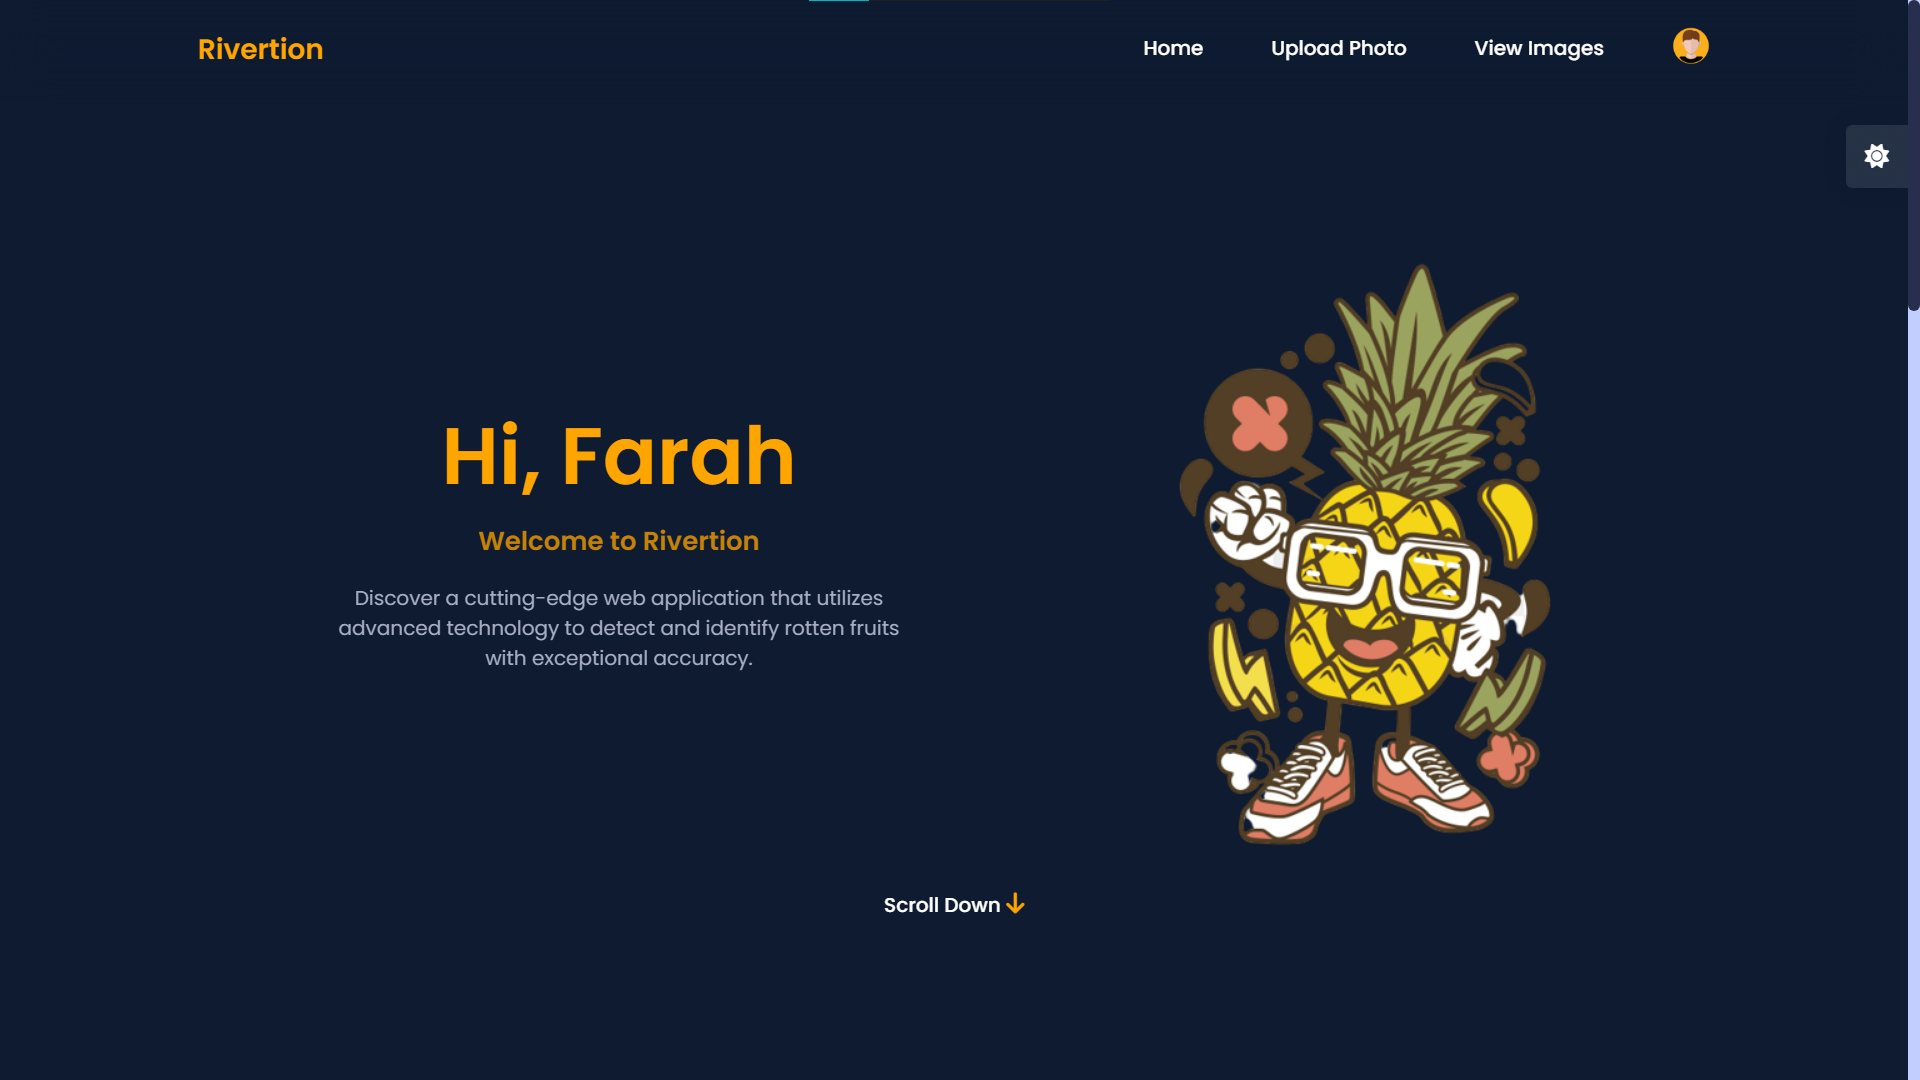 Rivertion
Home
Upload Photo
View Images
Hi, Farah
Welcome to Rivertion
Discover a cutting-edge web application that utilizes
advanced technology to detect and identify rotten fruits
with exceptional accuracy.
Scroll Down